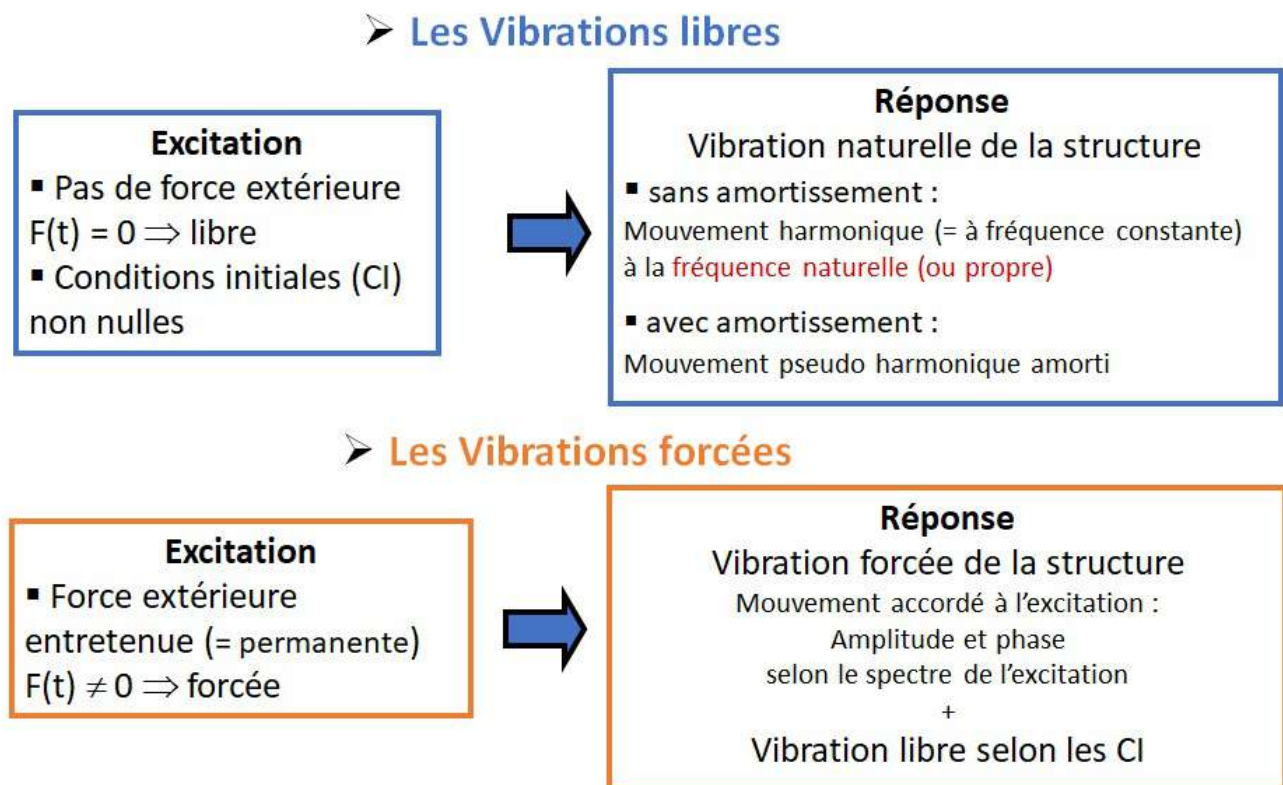 ➢ Les Vibrations libres
Excitation
▪ Pas de force extérieure
F(t) = 0 ⇒ libre
▪ Conditions initiales (CI)
non nulles
Réponse
Vibration naturelle de la structure
▪ sans amortissement :
Mouvement harmonique (= à fréquence constante)
à la fréquence naturelle (ou propre)
▪ avec amortissement :
Mouvement pseudo harmonique amorti
➢ Les Vibrations forcées
Excitation
▪ Force extérieure
entretenue (= permanente)
F(t) ≠ 0 ⇒ forcée
Réponse
Vibration forcée de la structure
Mouvement accordé à l’excitation :
Amplitude et phase
selon le spectre de l’excitation
+
Vibration libre selon les CI